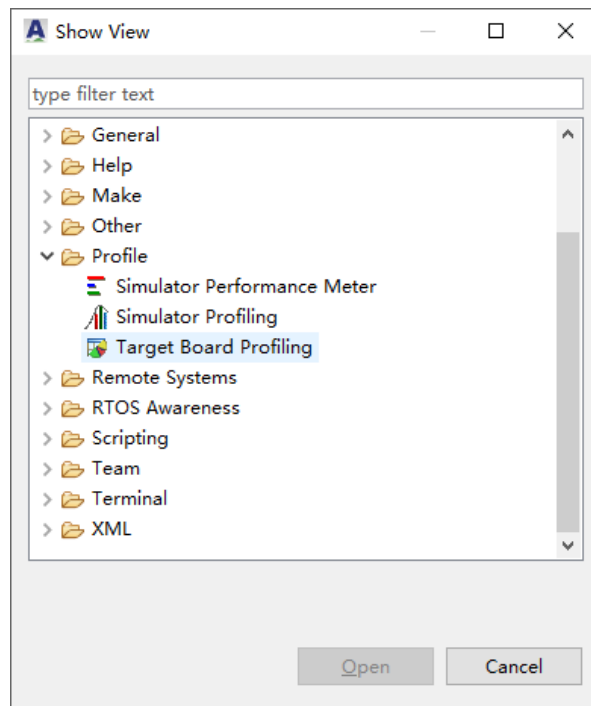 Show View
type filter text
General
Help
Make
Other
Profile
Simulator Performance Meter
Simulator Profiling
Target Board Profiling
Remote Systems
RTOS Awareness
Scripting
Team
Terminal
XML
Open
Cancel